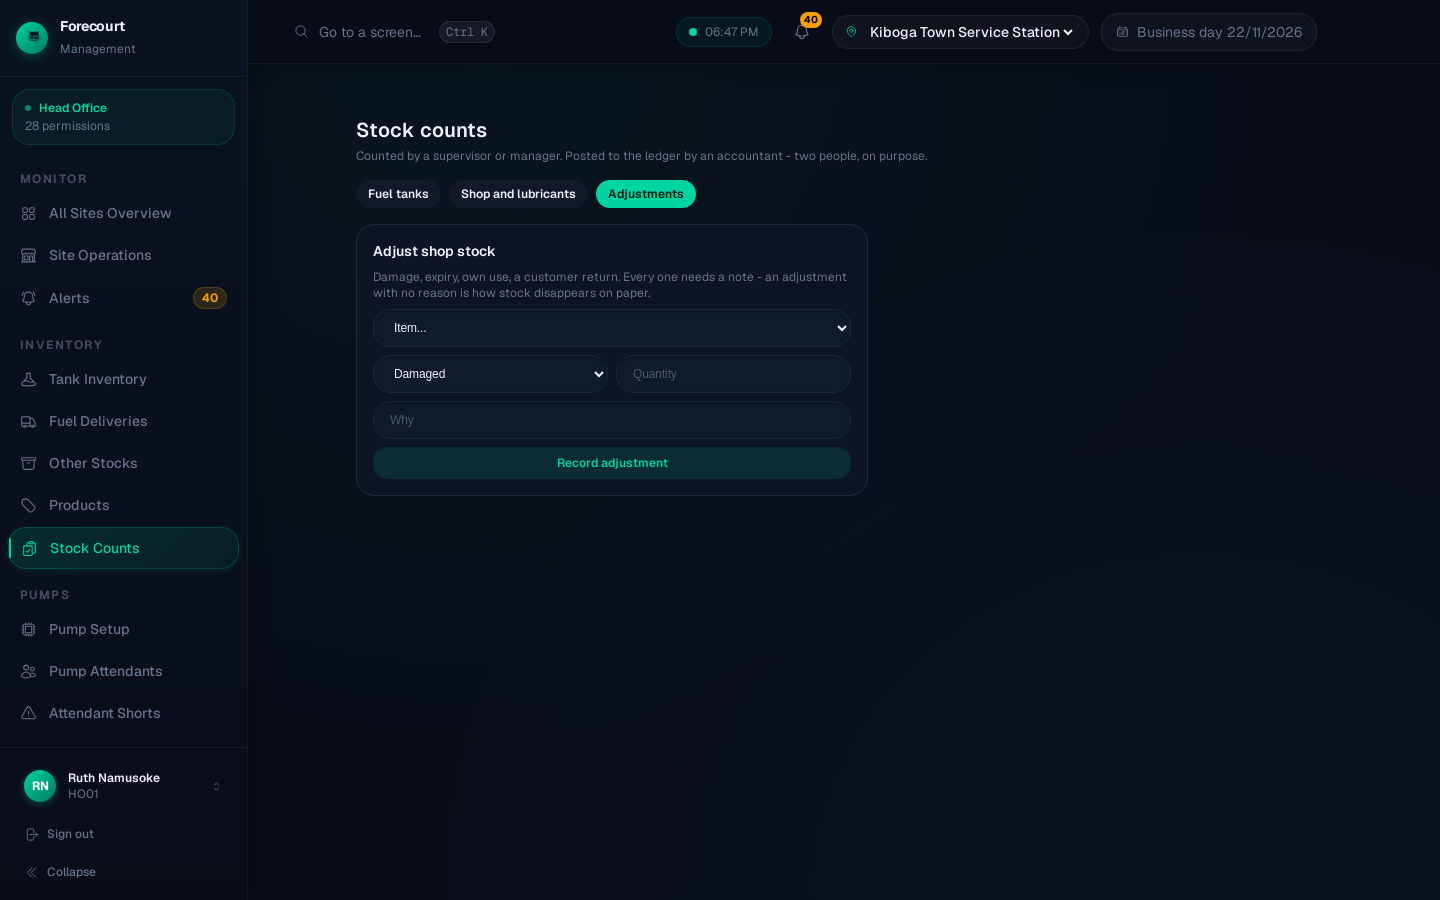 Forecourt
Management
Go to a screen...
Ctrl K
06:47 PM
40
Kiboga Town Service Station
Business day 22/11/2026
Head Office
28 permissions
MONITOR
All Sites Overview
Site Operations
Alerts
40
INVENTORY
Tank Inventory
Fuel Deliveries
Other Stocks
Products
Stock Counts
PUMPS
Pump Setup
Pump Attendants
Attendant Shorts
RN
Ruth Namusoke
HO01
Sign out
Collapse
Stock counts
Counted by a supervisor or manager. Posted to the ledger by an accountant - two people, on purpose.
Fuel tanks
Shop and lubricants
Adjustments
Adjust shop stock
Damage, expiry, own use, a customer return. Every one needs a note - an adjustment
with no reason is how stock disappears on paper.
Item...
Damaged
Quantity
Why
Record adjustment